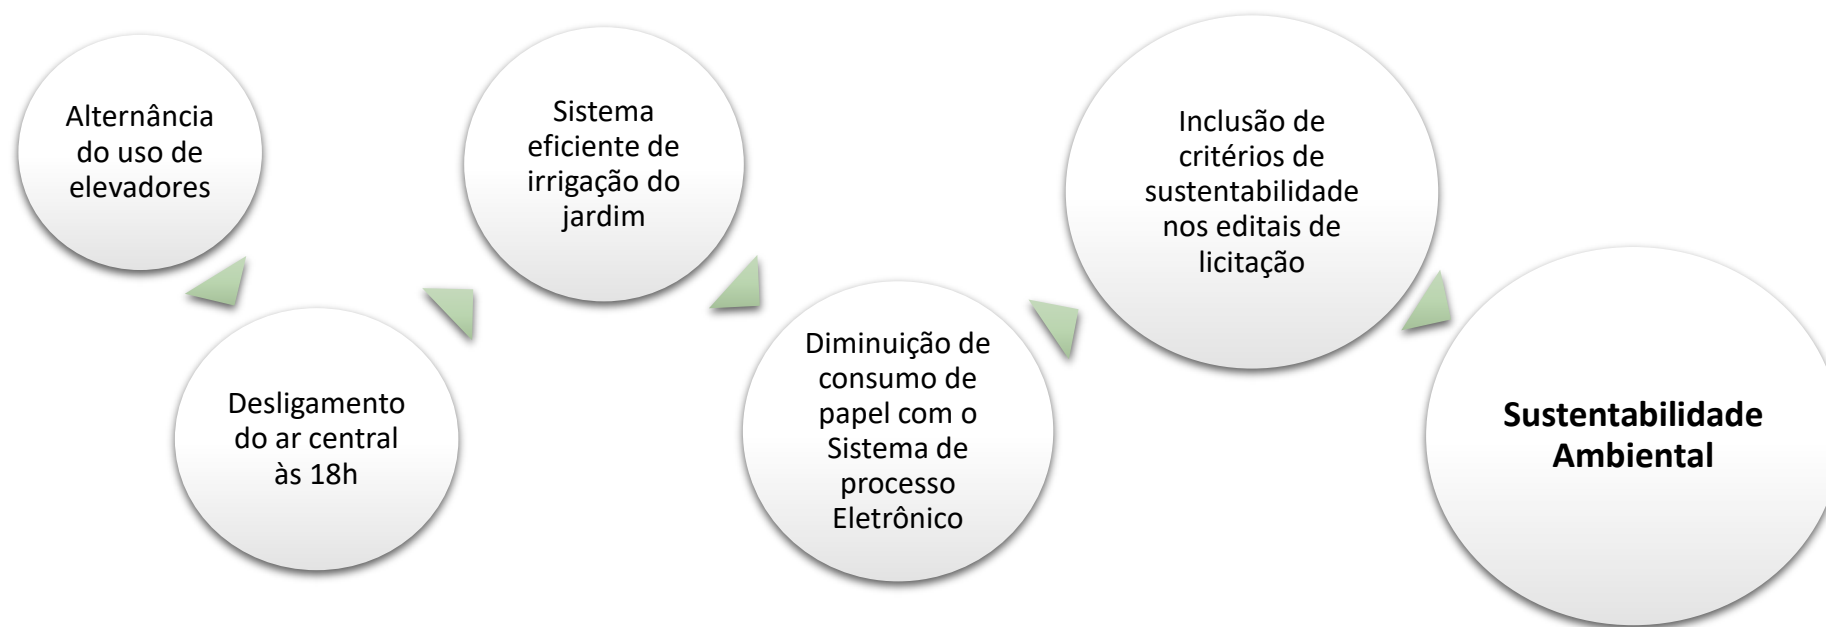 Alternância
do uso de
elevadores
Desligamento
do ar central
às 18h
Sistema
eficiente de
irrigação do
jardim
Diminuição de
consumo de
papel com o
Sistema de
processo
Eletrônico
Inclusão de
critérios de
sustentabilidade
nos editais de
licitação
Sustentabilidade
Ambiental